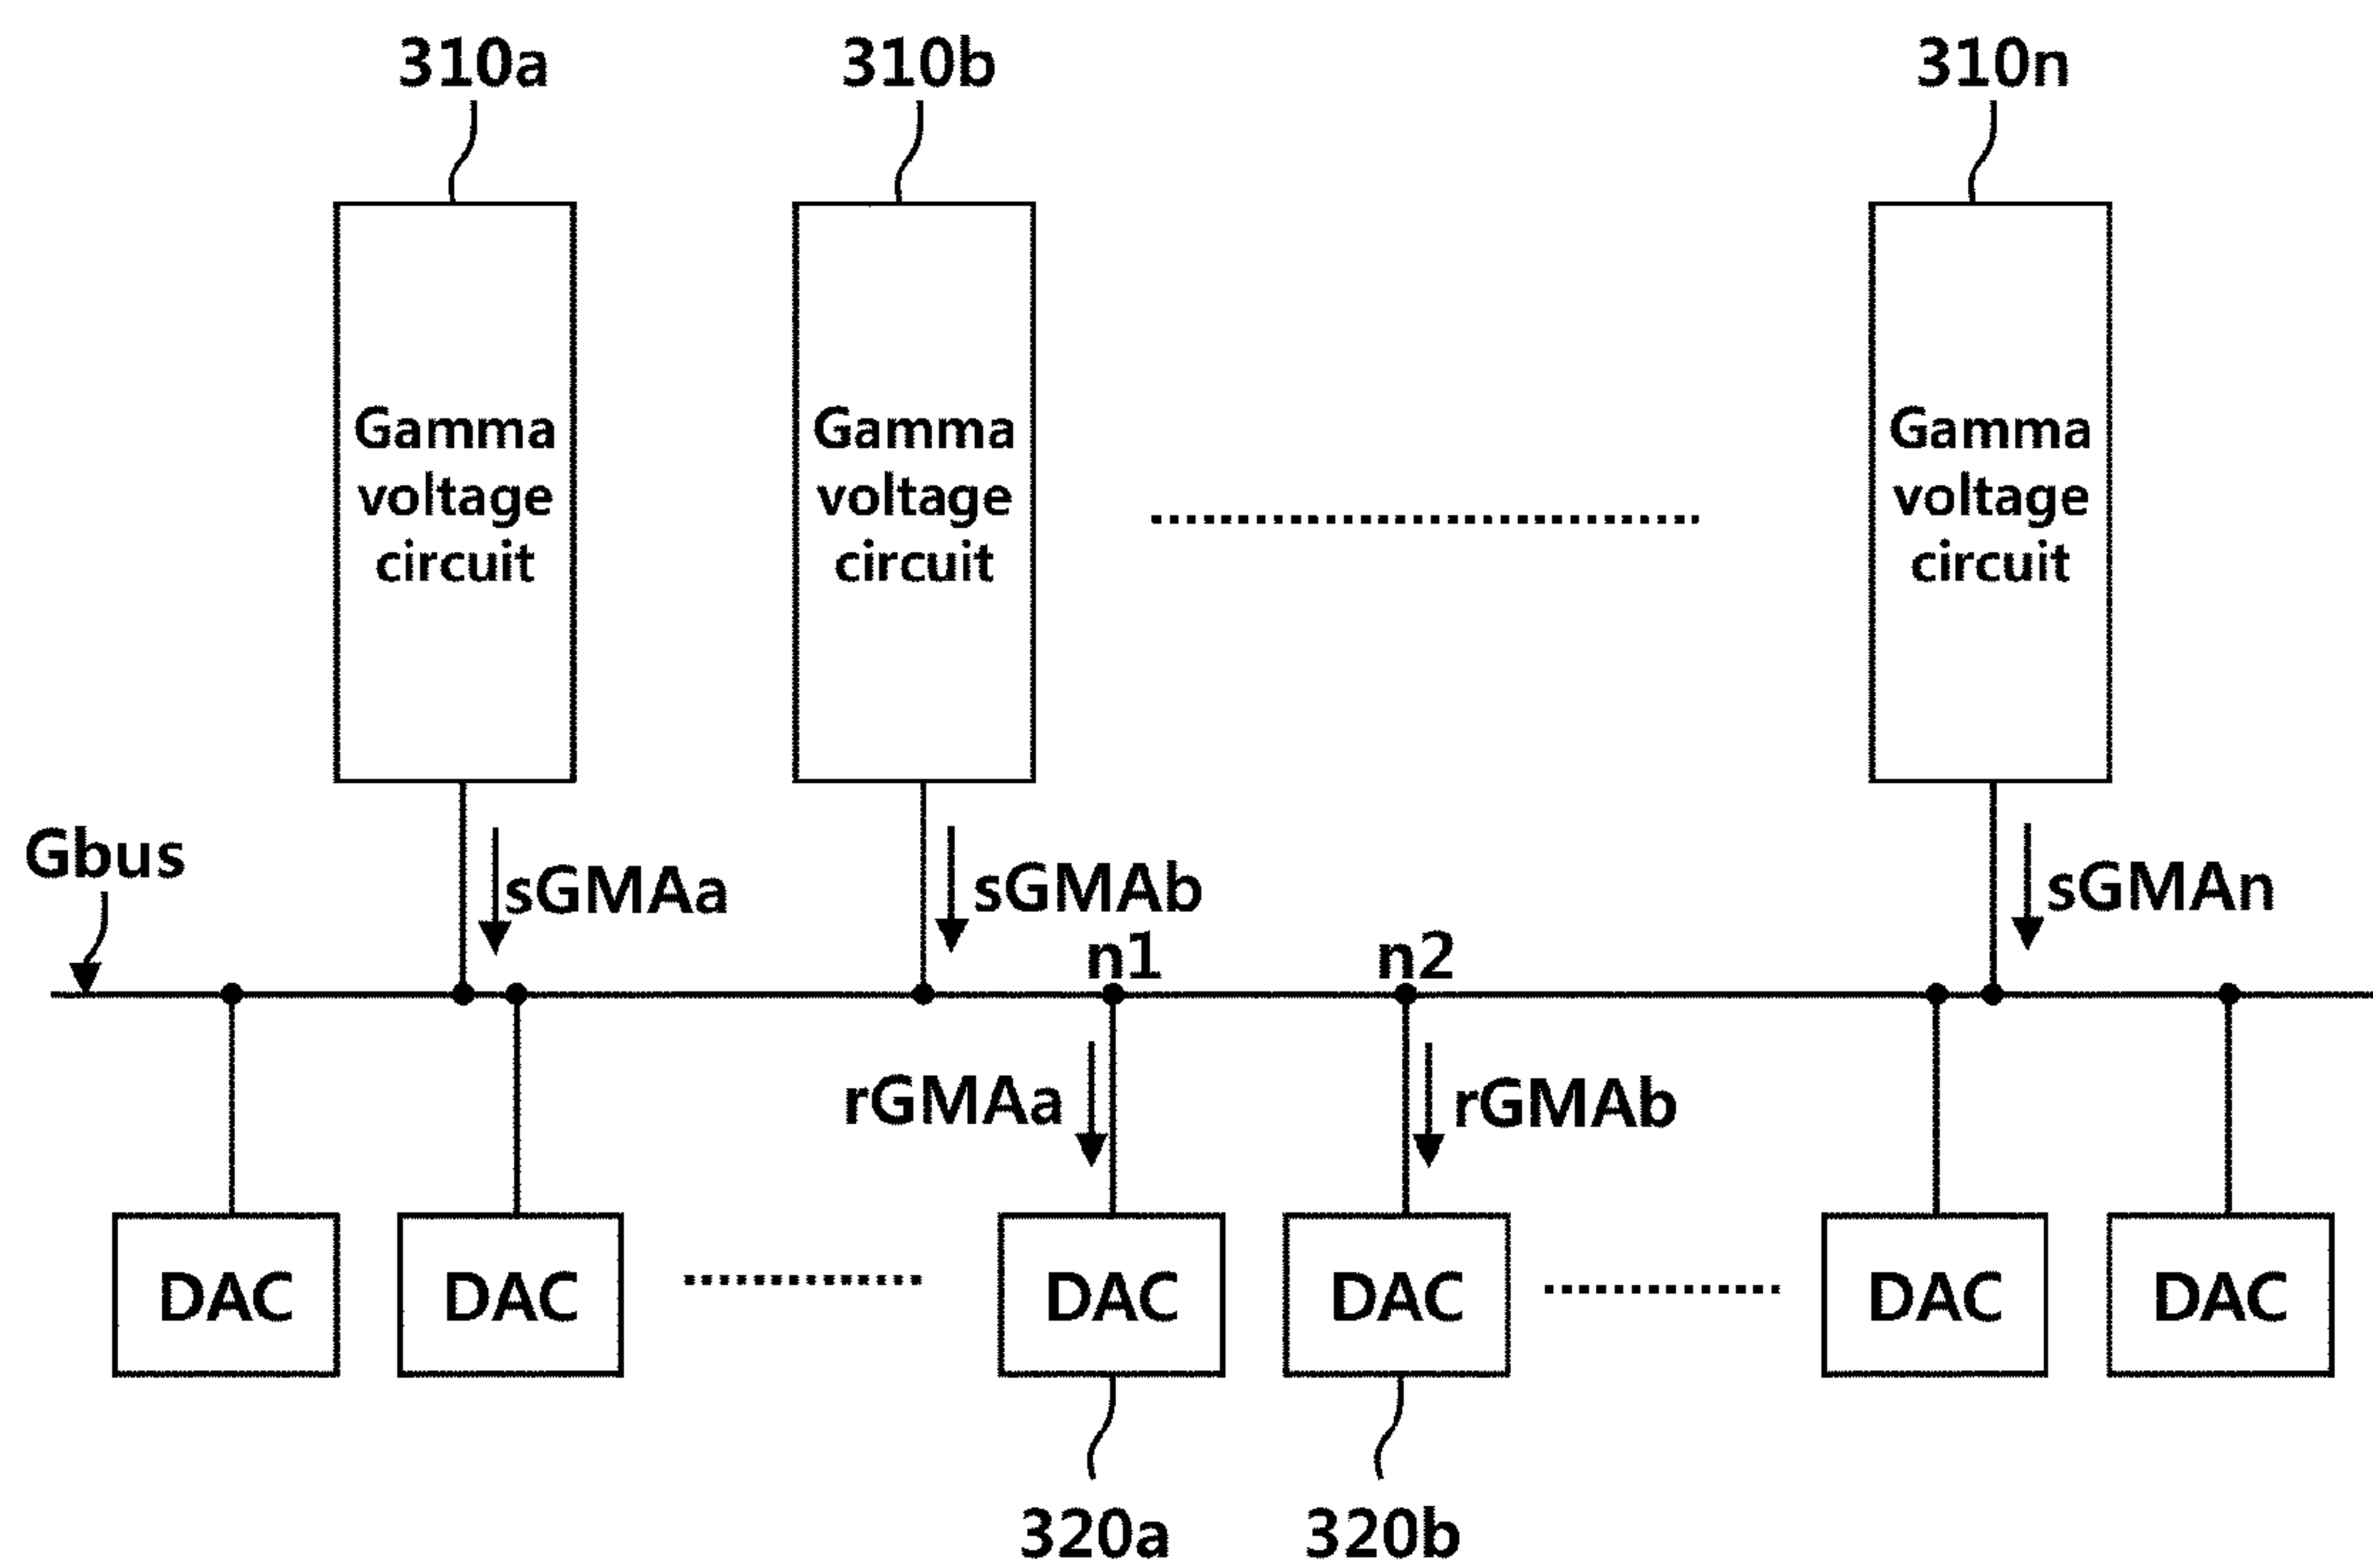 310a
310b
310n
Gamma
voltage
circuit
Gamma
voltage
circuit
Gamma
voltage
circuit
Gbus
sGMAa
sGMAb
sGMAn
n1
n2
rGMAa
rGMAb
DAC
DAC
DAC
DAC
DAC
DAC
320a
320b